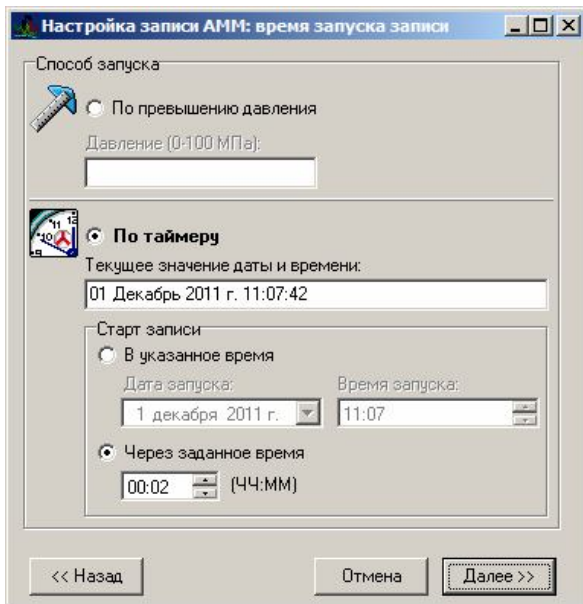 Настройка записи АММ: время запуска записи
Способ запуска
По превышению давления
Давление (0-100 МПа):
По таймеру
Текущее значение даты и времени:
01 Декабрь 2011 г. 11:07:42
Старт записи
В указанное время
Дата запуска: Время запуска:
1 декабря 2011 г. 11:07
Через заданное время
00:02 (ЧЧ:ММ)
<< Назад Отмена Далее >>